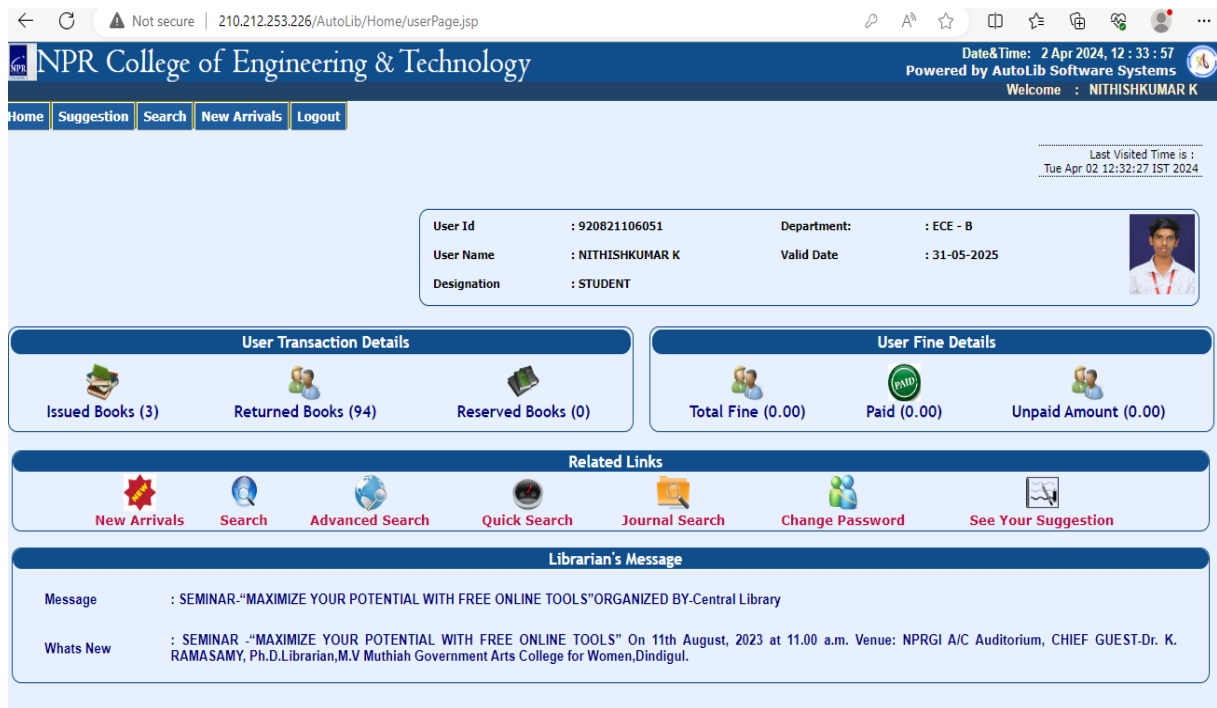 Not secure 210.212.253.226/AutoLib/Home/userPage.jsp
NPR NPR College of Engineering & Technology
Date&Time: 2 Apr 2024, 12 : 33 : 57
Powered by AutoLib Software Systems
Welcome : NITHISHKUMAR K
Home Suggestion Search New Arrivals Logout
Last Visited Time is :
Tue Apr 02 12:32:27 IST 2024
User Id : 920821106051 Department: : ECE - B
User Name : NITHISHKUMAR K Valid Date : 31-05-2025
Designation : STUDENT
User Transaction Details User Fine Details
PAID
Issued Books (3) Returned Books (94) Reserved Books (0) Total Fine (0.00) Paid (0.00) Unpaid Amount (0.00)
Related Links
NEW
New Arrivals Search Advanced Search Quick Search Journal Search Change Password See Your Suggestion
Librarian's Message
Message : SEMINAR-“MAXIMIZE YOUR POTENTIAL WITH FREE ONLINE TOOLS”ORGANIZED BY-Central Library
Whats New : SEMINAR -“MAXIMIZE YOUR POTENTIAL WITH FREE ONLINE TOOLS” On 11th August, 2023 at 11.00 a.m. Venue: NPRGI A/C Auditorium, CHIEF GUEST-Dr. K.
RAMASAMY, Ph.D.Librarian,M.V Muthiah Government Arts College for Women,Dindigul.